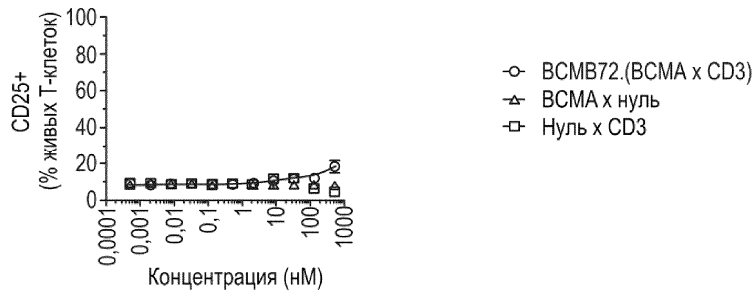 CD25+
(% живых Т-клеток)
100
80
60
40
20
0
0,0001
0,001
0,01
0,1
1
10
100
1000
Концентрация (нМ)
BCMB72.(BCMA x CD3)
BCMA x нуль
Нуль x CD3